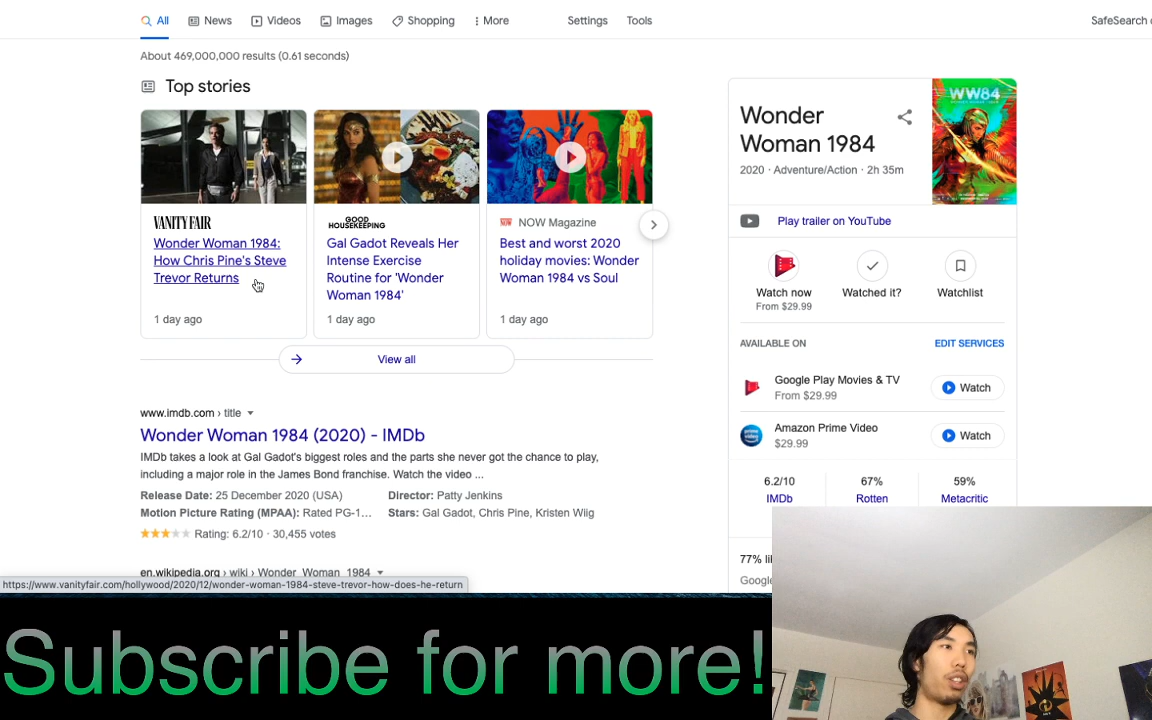 All
News
Videos
Images
Shopping
More
Settings
Tools
SafeSearch
About 469,000,000 results (0.61 seconds)
Top stories
VANITY FAIR
Wonder Woman 1984:
How Chris Pine's Steve
Trevor Returns
1 day ago
GOOD
HOUSEKEEPING
Gal Gadot Reveals Her
Intense Exercise
Routine for 'Wonder
Woman 1984'
1 day ago
NOW Magazine
Best and worst 2020
holiday movies: Wonder
Woman 1984 vs Soul
1 day ago
View all
www.imdb.com › title
Wonder Woman 1984 (2020) - IMDb
IMDb takes a look at Gal Gadot's biggest roles and the parts she never got the chance to play,
including a major role in the James Bond franchise. Watch the video ...
Release Date: 25 December 2020 (USA)
Director: Patty Jenkins
Motion Picture Rating (MPAA): Rated PG-1...
Stars: Gal Gadot, Chris Pine, Kristen Wiig
Rating: 6.2/10 · 30,455 votes
en.wikipedia.org › wiki › Wonder_Woman_1984
https://www.vanityfair.com/hollywood/2020/12/wonder-woman-1984-steve-trevor-how-does-he-return
Wonder
Woman 1984
2020 · Adventure/Action · 2h 35m
WW84
Play trailer on YouTube
Watch now
From $29.99
Watched it?
Watchlist
AVAILABLE ON
EDIT SERVICES
Google Play Movies & TV
From $29.99
Watch
Amazon Prime Video
$29.99
Watch
6.2/10
IMDb
67%
Rotten
59%
Metacritic
77%
Subscribe for more!